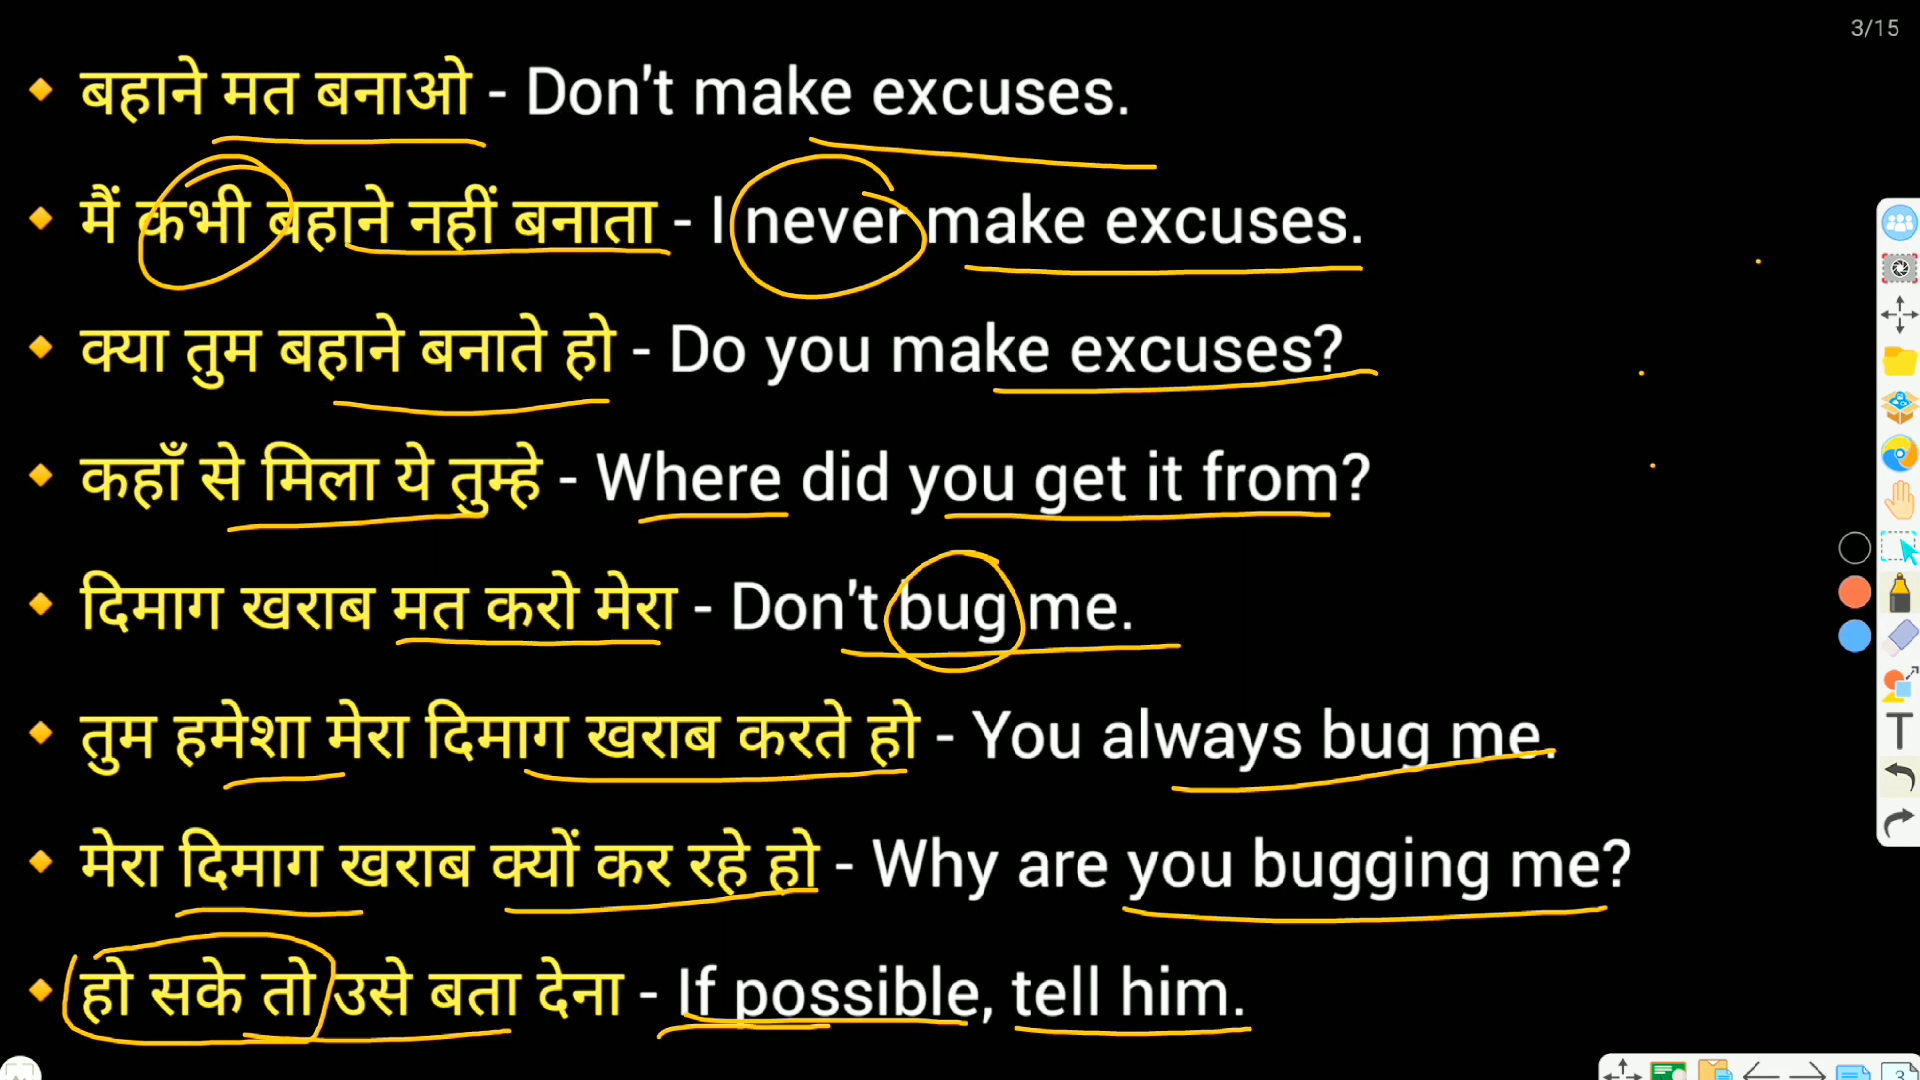 3/15
बहाने मत बनाओ - Don't make excuses.
मैं कभी बहाने नहीं बनाता - I never make excuses.
क्या तुम बहाने बनाते हो - Do you make excuses?
कहाँ से मिला ये तुम्हे - Where did you get it from?
दिमाग खराब मत करो मेरा - Don't bug me.
तुम हमेशा मेरा दिमाग खराब करते हो - You always bug me.
मेरा दिमाग खराब क्यों कर रहे हो - Why are you bugging me?
हो सके तो उसे बता देना - If possible, tell him.
T
3